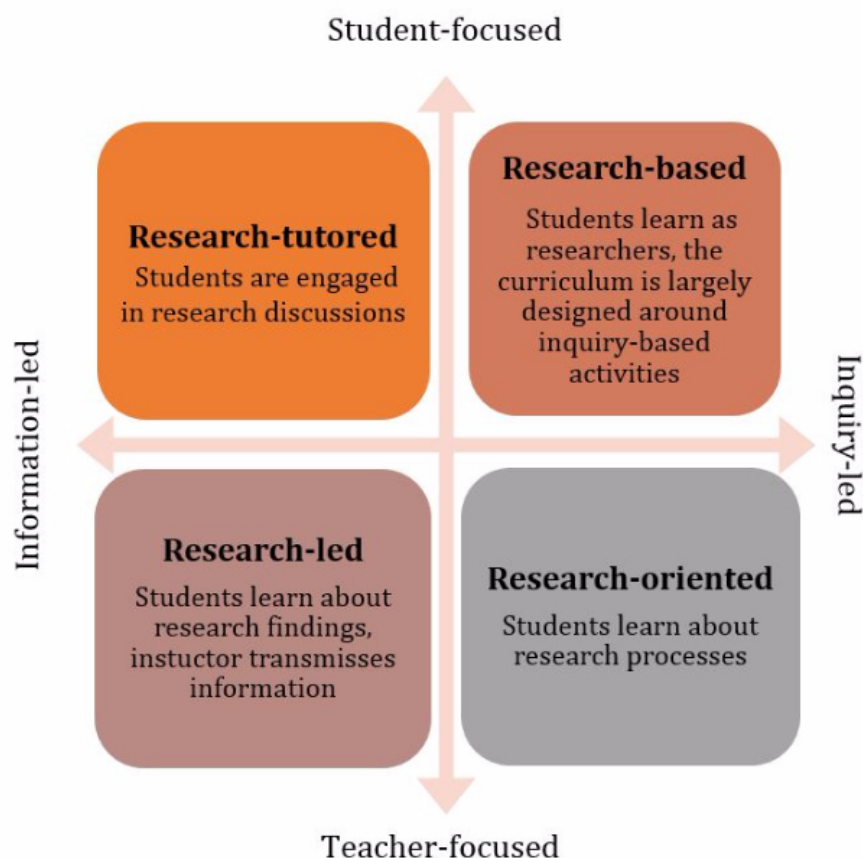 Student-focused
Research-tutored
Students are engaged
in research discussions
Research-based
Students learn as
researchers, the
curriculum is largely
designed around
inquiry-based
activities
Information-led
Inquiry-led
Research-led
Students learn about
research findings,
instuctor transmisses
information
Research-oriented
Students learn about
research processes
Teacher-focused